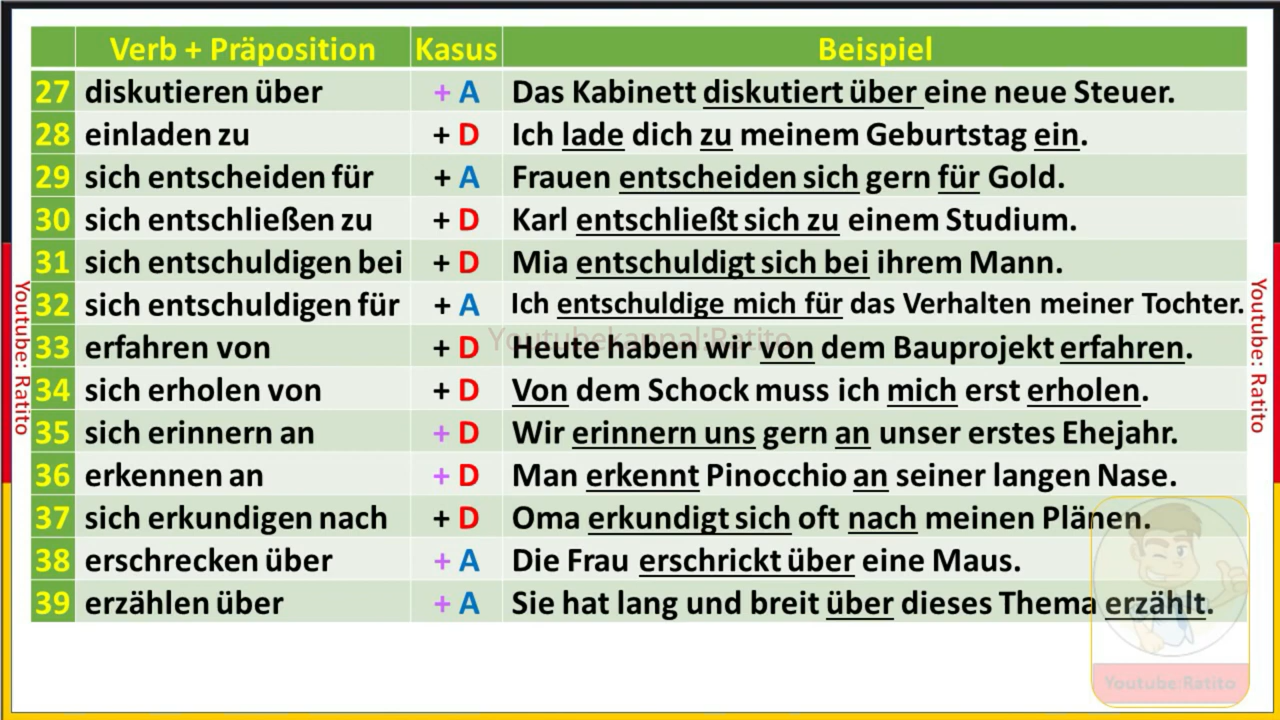 Verb + Präposition Kasus Beispiel
27 diskutieren über + A Das Kabinett diskutiert über eine neue Steuer.
28 einladen zu + D Ich lade dich zu meinem Geburtstag ein.
29 sich entscheiden für + A Frauen entscheiden sich gern für Gold.
30 sich entschließen zu + D Karl entschließt sich zu einem Studium.
31 sich entschuldigen bei + D Mia entschuldigt sich bei ihrem Mann.
32 sich entschuldigen für + A Ich entschuldige mich für das Verhalten meiner Tochter.
33 erfahren von + D Heute haben wir von dem Bauprojekt erfahren.
34 sich erholen von + D Von dem Schock muss ich mich erst erholen.
35 sich erinnern an + D Wir erinnern uns gern an unser erstes Ehejahr.
36 erkennen an + D Man erkennt Pinocchio an seiner langen Nase.
37 sich erkundigen nach + D Oma erkundigt sich oft nach meinen Plänen.
38 erschrecken über + A Die Frau erschrickt über eine Maus.
39 erzählen über + A Sie hat lang und breit über dieses Thema erzählt.
Youtube: Ratito
Youtube: Ratito
Youtube:Ratito